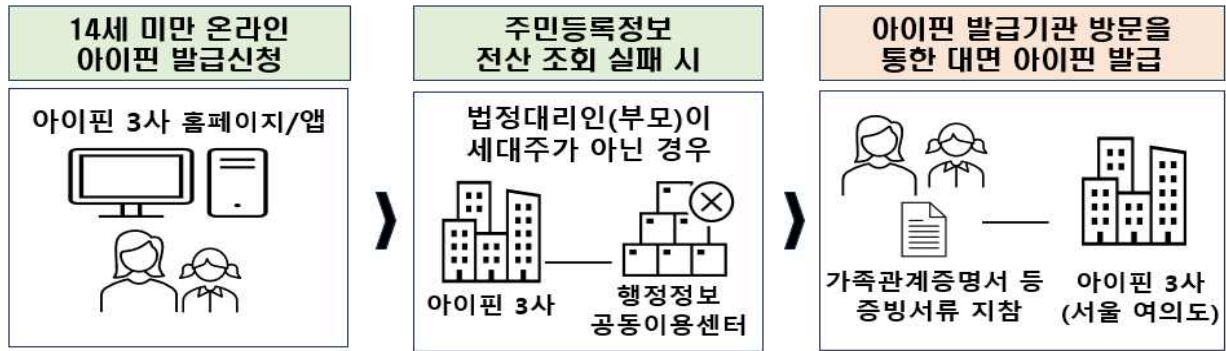 14세 미만 온라인
아이핀 발급신청
아이핀 3사 홈페이지/앱
주민등록정보
전산 조회 실패 시
법정대리인(부모)이
세대주가 아닌 경우
아이핀 3사
행정정보
공동이용센터
아이핀 발급기관 방문을
통한 대면 아이핀 발급
가족관계증명서 등
증빙서류 지참
아이핀 3사
(서울 여의도)